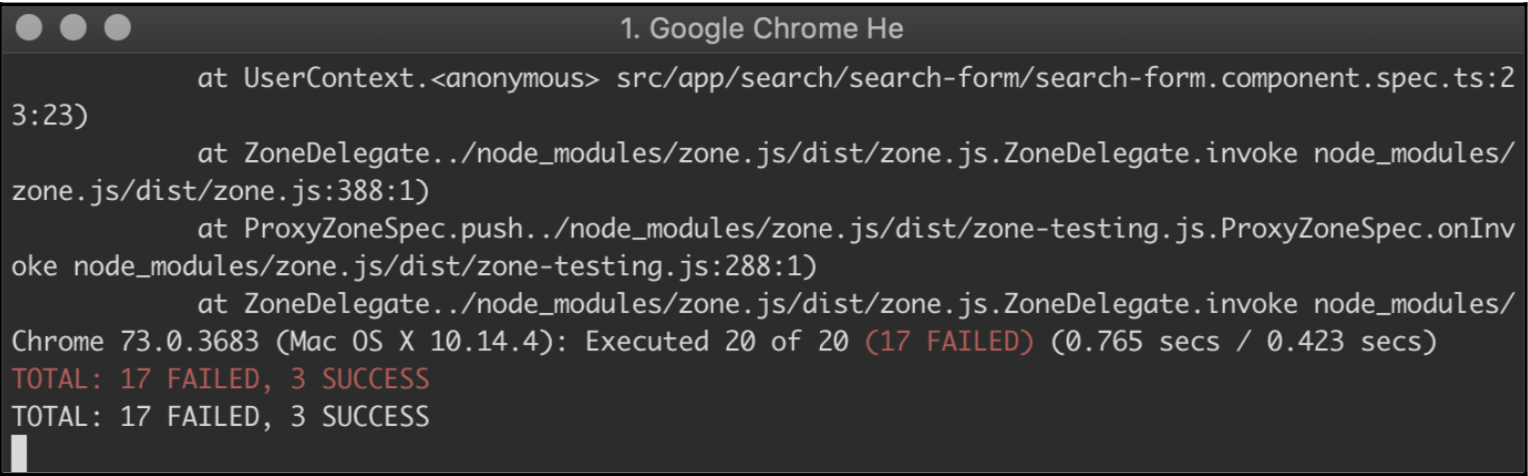 1. Google Chrome He
at UserContext.<anonymous> src/app/search/search-form/search-form.component.spec.ts:2
3:23)
at ZoneDelegate../node_modules/zone.js/dist/zone.js.ZoneDelegate.invoke node_modules/
zone.js/dist/zone.js:388:1)
at ProxyZoneSpec.push../node_modules/zone.js/dist/zone-testing.js.ProxyZoneSpec.onInv
oke node_modules/zone.js/dist/zone-testing.js:288:1)
at ZoneDelegate../node_modules/zone.js/dist/zone.js.ZoneDelegate.invoke node_modules/
Chrome 73.0.3683 (Mac OS X 10.14.4): Executed 20 of 20 (17 FAILED) (0.765 secs / 0.423 secs)
TOTAL: 17 FAILED, 3 SUCCESS
TOTAL: 17 FAILED, 3 SUCCESS